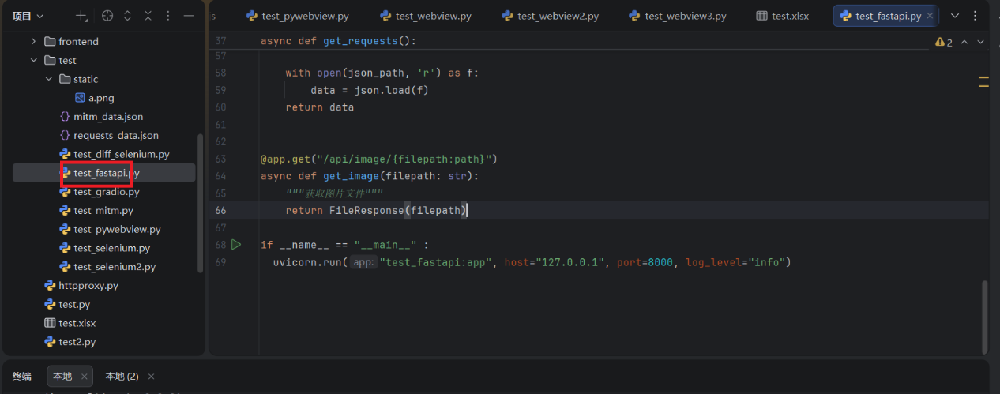 项目
frontend
test
static
a.png
mitm_data.json
requests_data.json
test_diff_selenium.py
test_fastapi.py
test_gradio.py
test_mitm.py
test_pywebview.py
test_selenium.py
test_selenium2.py
httpproxy.py
test.py
test.xlsx
test2.py
test_pywebview.py
test_webview.py
test_webview2.py
test_webview3.py
test.xlsx
test_fastapi.py
2
37 async def get_requests():
57
58 with open(json_path, 'r') as f:
59 data = json.load(f)
60 return data
61
62
63 @app.get("/api/image/{filepath:path}")
64 async def get_image(filepath: str):
65 """获取图片文件"""
66 return FileResponse(filepath)
67
68 if __name__ == "__main__" :
69 uvicorn.run( app: "test_fastapi:app", host="127.0.0.1", port=8000, log_level="info")
终端 本地 本地 (2)